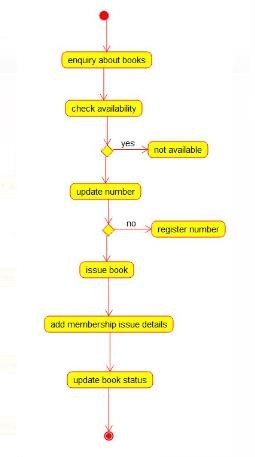 enquiry about books
check availability
yes
not available
update number
no
register number
issue book
add membership issue details
update book status